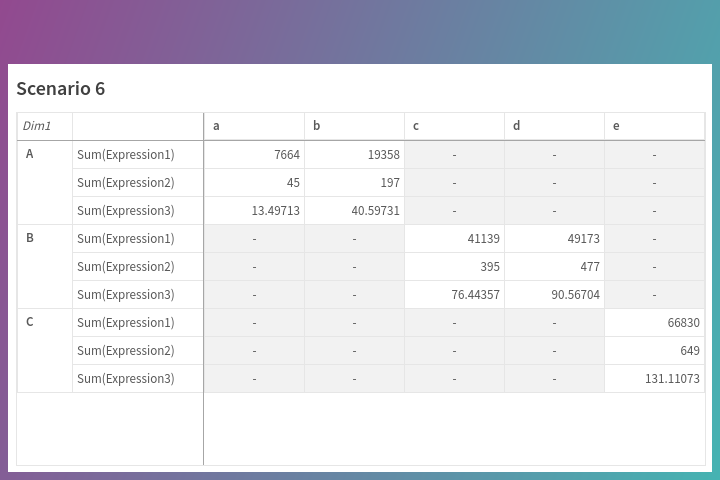 Scenario 6
Dim1 a b c d e
A Sum(Expression1) 7664 19358 - - -
Sum(Expression2) 45 197 - - -
Sum(Expression3) 13.49713 40.59731 - - -
B Sum(Expression1) - - 41139 49173 -
Sum(Expression2) - - 395 477 -
Sum(Expression3) - - 76.44357 90.56704 -
C Sum(Expression1) - - - - 66830
Sum(Expression2) - - - - 649
Sum(Expression3) - - - - 131.11073